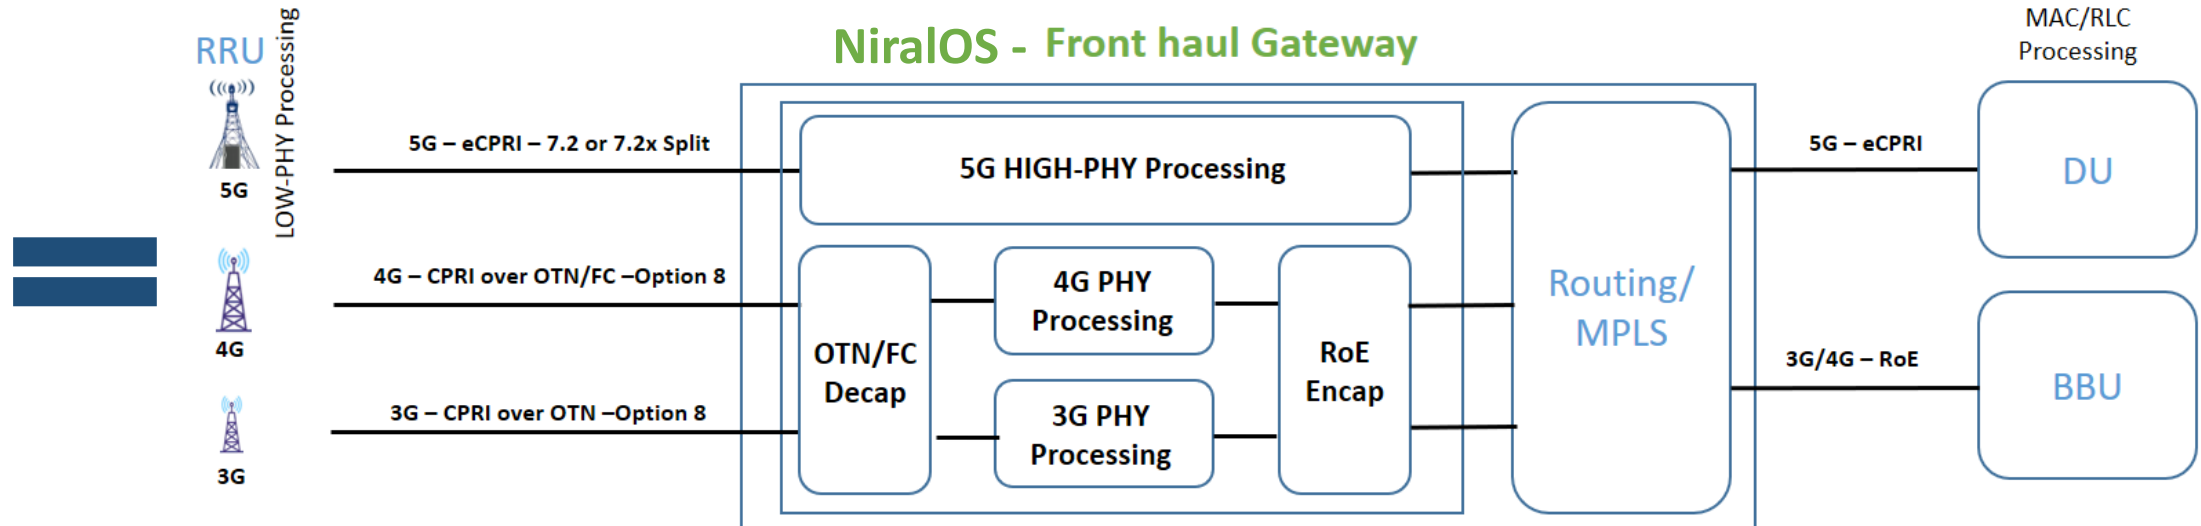 NiralOS - Front haul Gateway
RRU
LOW-PHY Processing
5G
4G
3G
5G – eCPRI – 7.2 or 7.2x Split
4G – CPRI over OTN/FC –Option 8
3G – CPRI over OTN –Option 8
5G HIGH-PHY Processing
OTN/FC
Decap
4G PHY
Processing
3G PHY
Processing
RoE
Encap
Routing/
MPLS
5G – eCPRI
3G/4G – RoE
MAC/RLC
Processing
DU
BBU